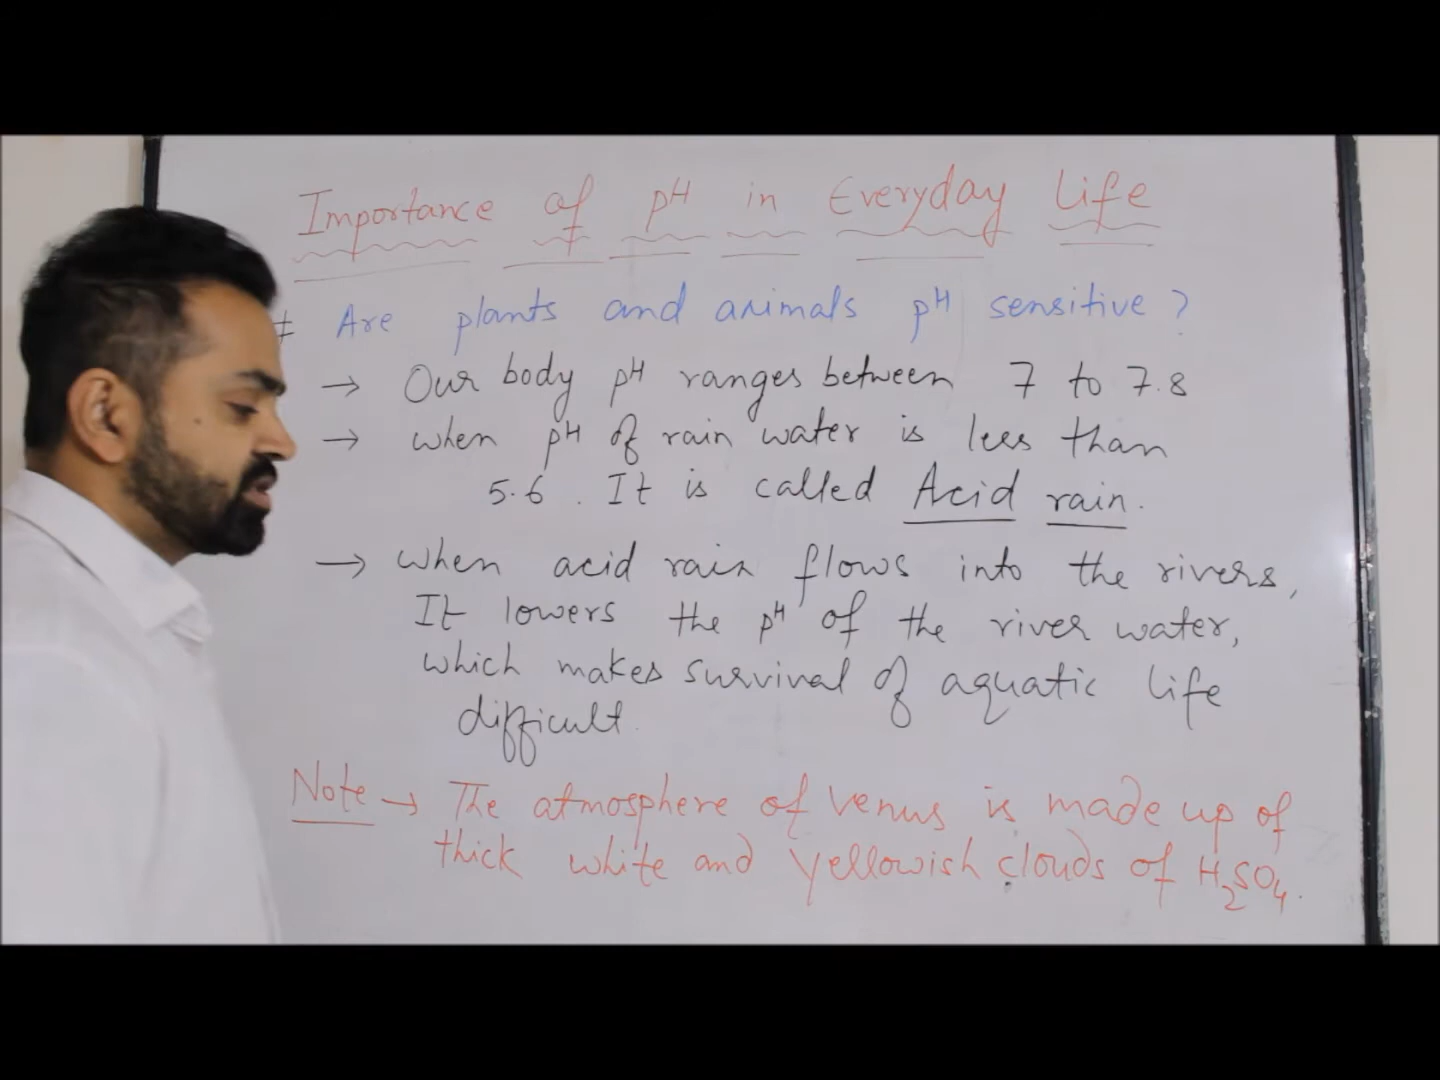 Importance of pH in Everyday Life
# Are plants and animals pH sensitive?
→ Our body pH ranges between 7 to 7.8
→ when pH of rain water is less than
5.6. It is called Acid rain.
→ when acid rain flows into the rivers,
It lowers the pH of the river water,
which makes survival of aquatic life
difficult.
Note → The atmosphere of venus is made up of
thick white and yellowish clouds of H₂SO₄.